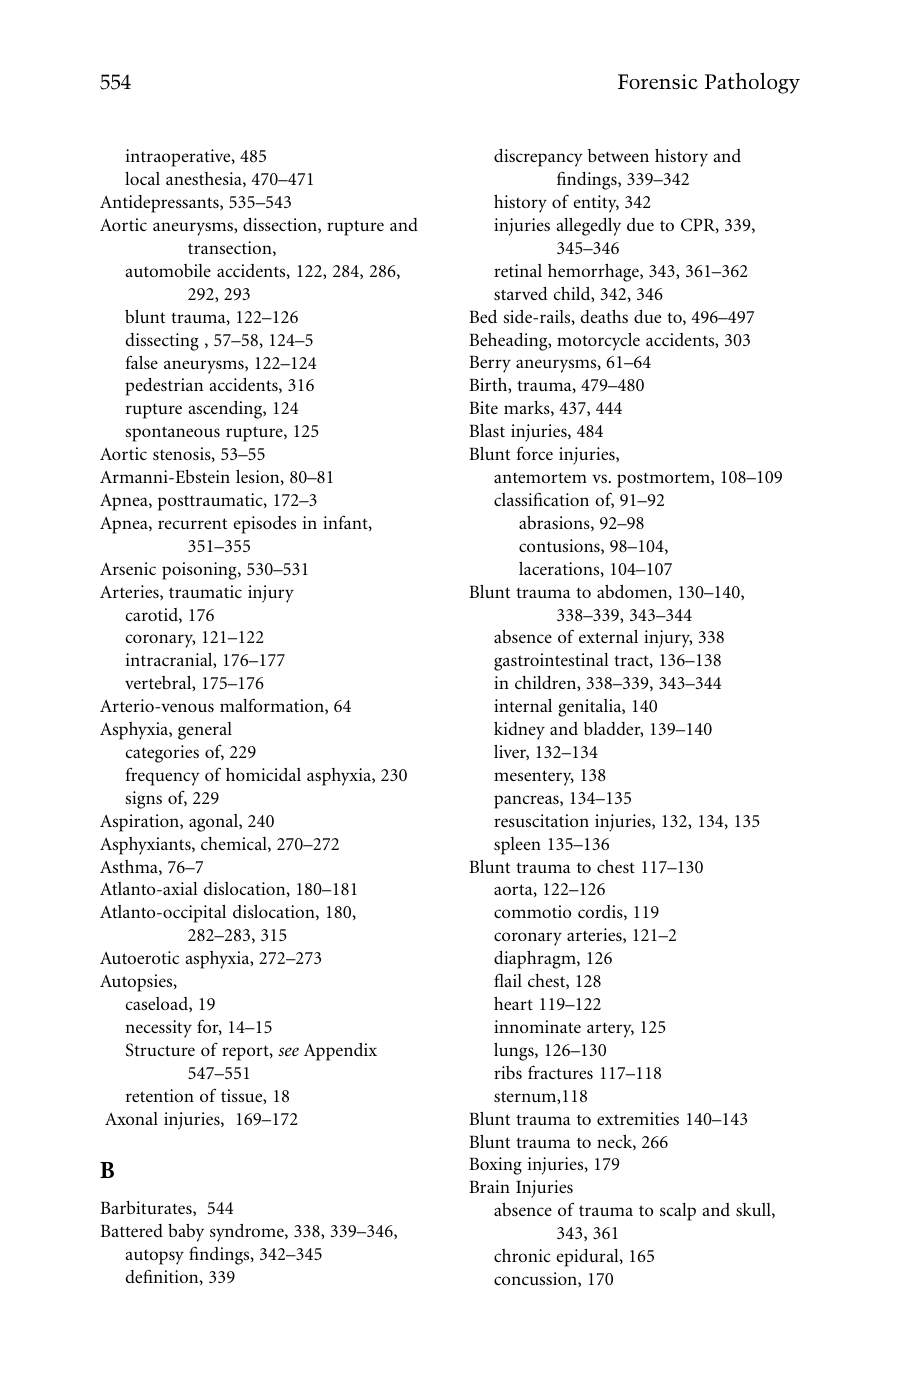 554
Forensic Pathology
intraoperative, 485
local anesthesia, 470–471
Antidepressants, 535–543
Aortic aneurysms, dissection, rupture and
transection,
automobile accidents, 122, 284, 286,
292, 293
blunt trauma, 122–126
dissecting , 57–58, 124–5
false aneurysms, 122–124
pedestrian accidents, 316
rupture ascending, 124
spontaneous rupture, 125
Aortic stenosis, 53–55
Armanni-Ebstein lesion, 80–81
Apnea, posttraumatic, 172–3
Apnea, recurrent episodes in infant,
351–355
Arsenic poisoning, 530–531
Arteries, traumatic injury
carotid, 176
coronary, 121–122
intracranial, 176–177
vertebral, 175–176
Arterio-venous malformation, 64
Asphyxia, general
categories of, 229
frequency of homicidal asphyxia, 230
signs of, 229
Aspiration, agonal, 240
Asphyxiants, chemical, 270–272
Asthma, 76–7
Atlanto-axial dislocation, 180–181
Atlanto-occipital dislocation, 180,
282–283, 315
Autoerotic asphyxia, 272–273
Autopsies,
caseload, 19
necessity for, 14–15
Structure of report, see Appendix
547–551
retention of tissue, 18
Axonal injuries, 169–172
B
Barbiturates, 544
Battered baby syndrome, 338, 339–346,
autopsy findings, 342–345
definition, 339
discrepancy between history and
findings, 339–342
history of entity, 342
injuries allegedly due to CPR, 339,
345–346
retinal hemorrhage, 343, 361–362
starved child, 342, 346
Bed side-rails, deaths due to, 496–497
Beheading, motorcycle accidents, 303
Berry aneurysms, 61–64
Birth, trauma, 479–480
Bite marks, 437, 444
Blast injuries, 484
Blunt force injuries,
antemortem vs. postmortem, 108–109
classification of, 91–92
abrasions, 92–98
contusions, 98–104,
lacerations, 104–107
Blunt trauma to abdomen, 130–140,
338–339, 343–344
absence of external injury, 338
gastrointestinal tract, 136–138
in children, 338–339, 343–344
internal genitalia, 140
kidney and bladder, 139–140
liver, 132–134
mesentery, 138
pancreas, 134–135
resuscitation injuries, 132, 134, 135
spleen 135–136
Blunt trauma to chest 117–130
aorta, 122–126
commotio cordis, 119
coronary arteries, 121–2
diaphragm, 126
flail chest, 128
heart 119–122
innominate artery, 125
lungs, 126–130
ribs fractures 117–118
sternum,118
Blunt trauma to extremities 140–143
Blunt trauma to neck, 266
Boxing injuries, 179
Brain Injuries
absence of trauma to scalp and skull,
343, 361
chronic epidural, 165
concussion, 170